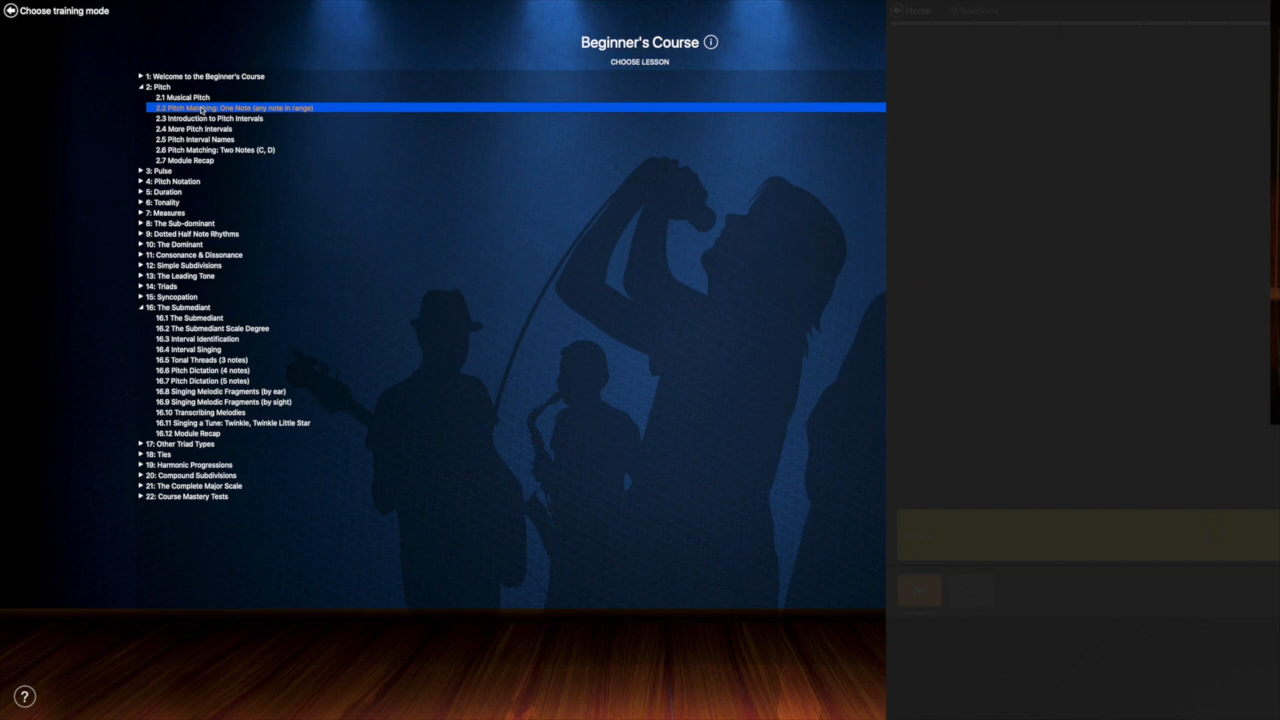 Choose training mode
Home
Questions
Beginner's Course
CHOOSE LESSON
1: Welcome to the Beginner's Course
2: Pitch
2.1 Musical Pitch
2.2 Pitch Matching: One Note (any note in range)
2.3 Introduction to Pitch Intervals
2.4 More Pitch Intervals
2.5 Pitch Interval Names
2.6 Pitch Matching: Two Notes (C, D)
2.7 Module Recap
3: Pulse
4: Pitch Notation
5: Duration
6: Tonality
7: Measures
8: The Sub-dominant
9: Dotted Half Note Rhythms
10: The Dominant
11: Consonance & Dissonance
12: Simple Subdivisions
13: The Leading Tone
14: Triads
15: Syncopation
16: The Submediant
16.1 The Submediant
16.2 The Submediant Scale Degree
16.3 Interval Identification
16.4 Interval Singing
16.5 Tonal Threads (3 notes)
16.6 Pitch Dictation (4 notes)
16.7 Pitch Dictation (5 notes)
16.8 Singing Melodic Fragments (by ear)
16.9 Singing Melodic Fragments (by sight)
16.10 Transcribing Melodies
16.11 Singing a Tune: Twinkle, Twinkle Little Star
16.12 Module Recap
17: Other Triad Types
18: Ties
19: Harmonic Progressions
20: Compound Subdivisions
21: The Complete Major Scale
22: Course Mastery Tests
?